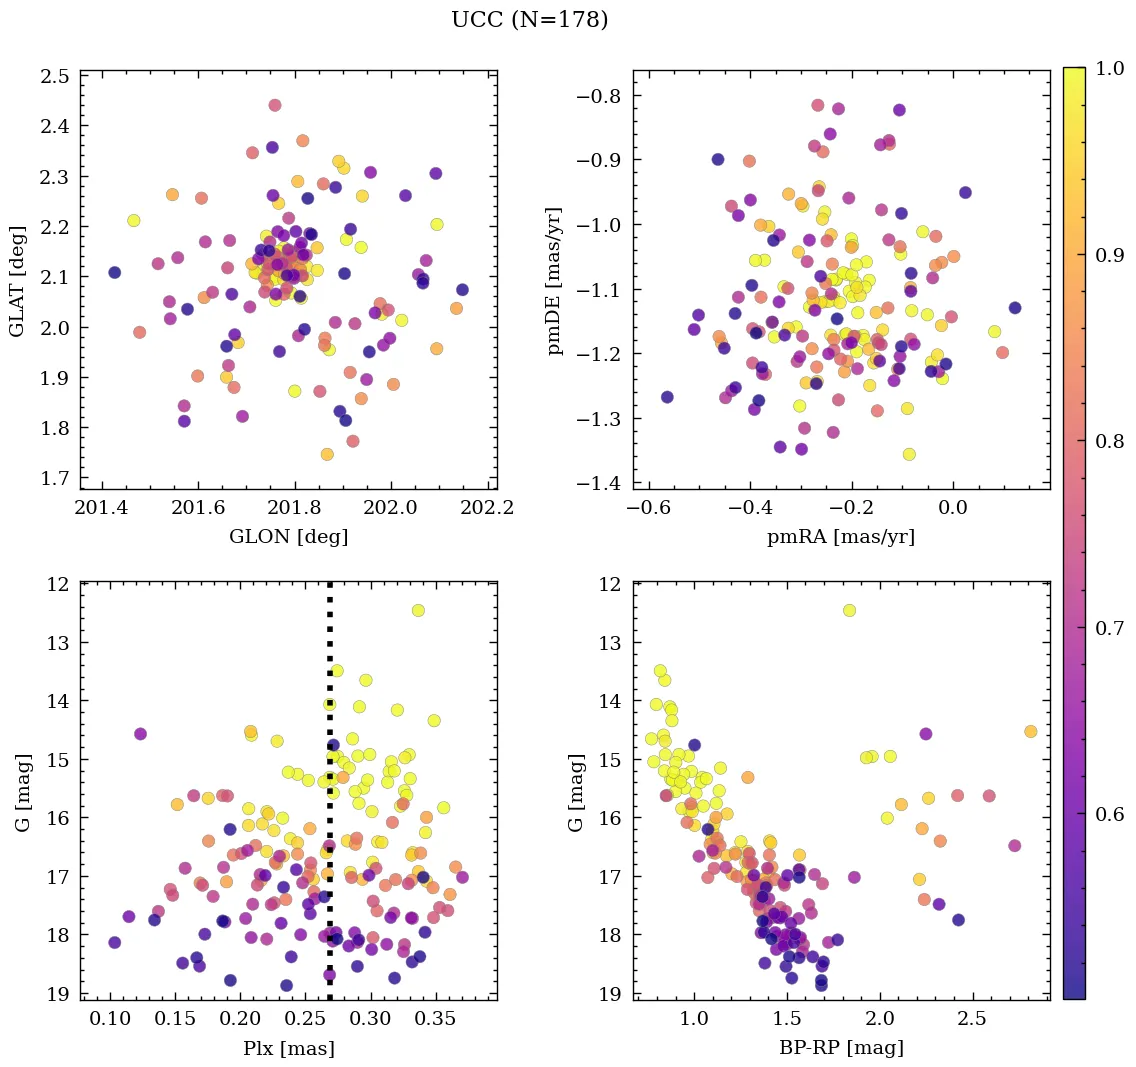 UCC (N=178)
2.5
2.4
2.3
2.2
2.1
2.0
1.9
1.8
1.7
GLAT [deg]
201.4 201.6 201.8 202.0 202.2
GLON [deg]
−0.8
−0.9
−1.0
−1.1
−1.2
−1.3
−1.4
pmDE [mas/yr]
−0.6 −0.4 −0.2 0.0
pmRA [mas/yr]
1.0
0.9
0.8
0.7
0.6
12
13
14
15
16
17
18
19
G [mag]
0.10 0.15 0.20 0.25 0.30 0.35
Plx [mas]
12
13
14
15
16
17
18
19
G [mag]
1.0 1.5 2.0 2.5
BP-RP [mag]